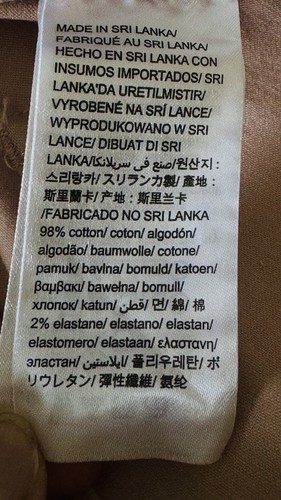 MADE IN SRI LANKA/
FABRIQUÉ AU SRI LANKA/
HECHO EN SRI LANKA CON
INSUMOS IMPORTADOS/ SRI
LANKA'DA URETILMISTIR/
VYROBENÉ NA SRÍ LANCE/
WYPRODUKOWANO W SRI
LANCE/ DIBUAT DI SRI
LANKA/صنع في سريلانكا/원산지 :
스리랑카/ スリランカ製/ 產地 :
斯里蘭卡/ 产地 : 斯里兰卡
/FABRICADO NO SRI LANKA
98% cotton/ coton/ algodón/
algodão/ baumwolle/ cotone/
pamuk/ bavlna/ bomuld/ katoen/
βαμβακι/ bawełna/ bomull/
хлопок/ katun/ قطن/ 면/ 綿/ 棉
2% elastane/ elastano/ elastan/
elastomero/ elastaan/ ελαστανη/
эластан/ ايلاستين/ 폴리우레탄/ ポ
リウレタン/ 彈性纖維/ 氨纶